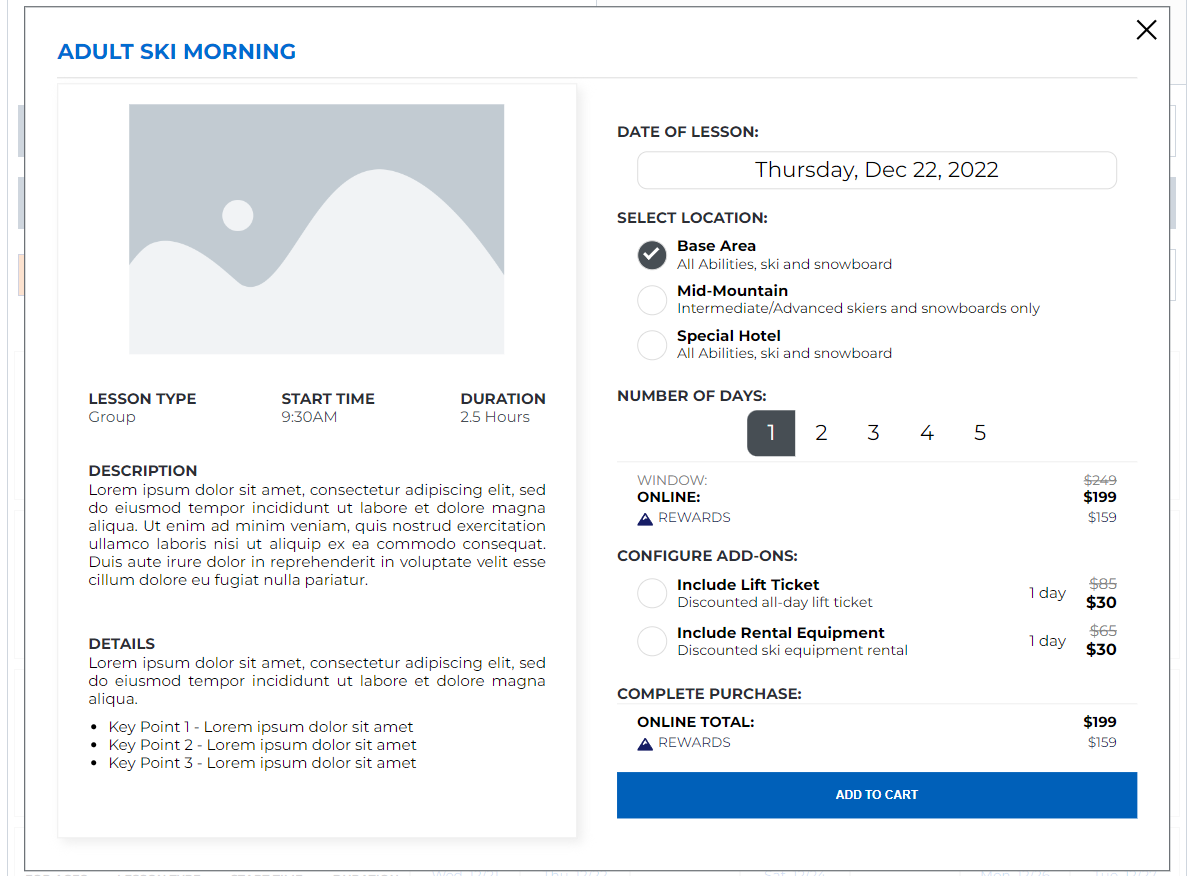 ADULT SKI MORNING
LESSON TYPE
Group
START TIME
9:30AM
DURATION
2.5 Hours
DESCRIPTION
Lorem ipsum dolor sit amet, consectetur adipiscing elit, sed
do eiusmod tempor incididunt ut labore et dolore magna
aliqua. Ut enim ad minim veniam, quis nostrud exercitation
ullamco laboris nisi ut aliquip ex ea commodo consequat.
Duis aute irure dolor in reprehenderit in voluptate velit esse
cillum dolore eu fugiat nulla pariatur.
DETAILS
Lorem ipsum dolor sit amet, consectetur adipiscing elit, sed
do eiusmod tempor incididunt ut labore et dolore magna
aliqua.
• Key Point 1 - Lorem ipsum dolor sit amet
• Key Point 2 - Lorem ipsum dolor sit amet
• Key Point 3 - Lorem ipsum dolor sit amet
DATE OF LESSON:
Thursday, Dec 22, 2022
SELECT LOCATION:
Base Area
All Abilities, ski and snowboard
Mid-Mountain
Intermediate/Advanced skiers and snowboards only
Special Hotel
All Abilities, ski and snowboard
NUMBER OF DAYS:
1 2 3 4 5
WINDOW: $249
ONLINE: $199
REWARDS $159
CONFIGURE ADD-ONS:
Include Lift Ticket
Discounted all-day lift ticket
1 day
$85
$30
Include Rental Equipment
Discounted ski equipment rental
1 day
$65
$30
COMPLETE PURCHASE:
ONLINE TOTAL: $199
REWARDS $159
ADD TO CART